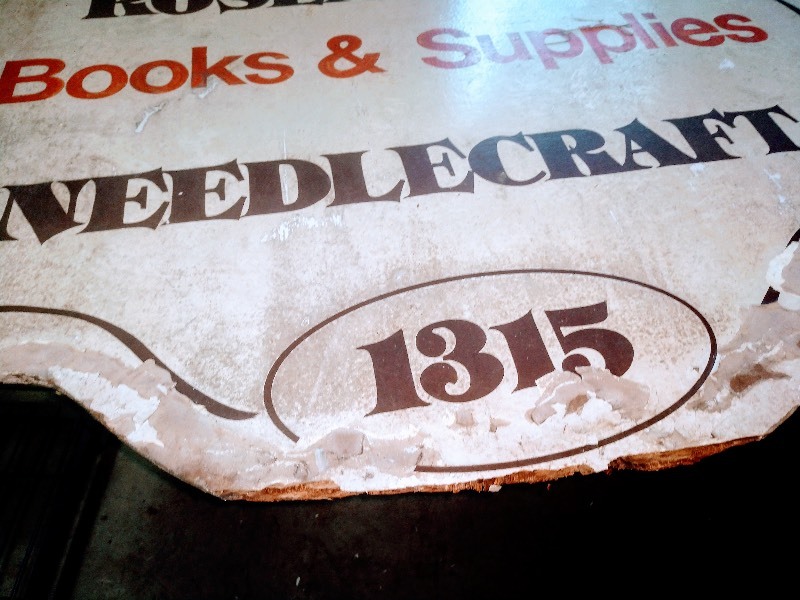 Books & Supplies
NEEDLECRAFT
1315